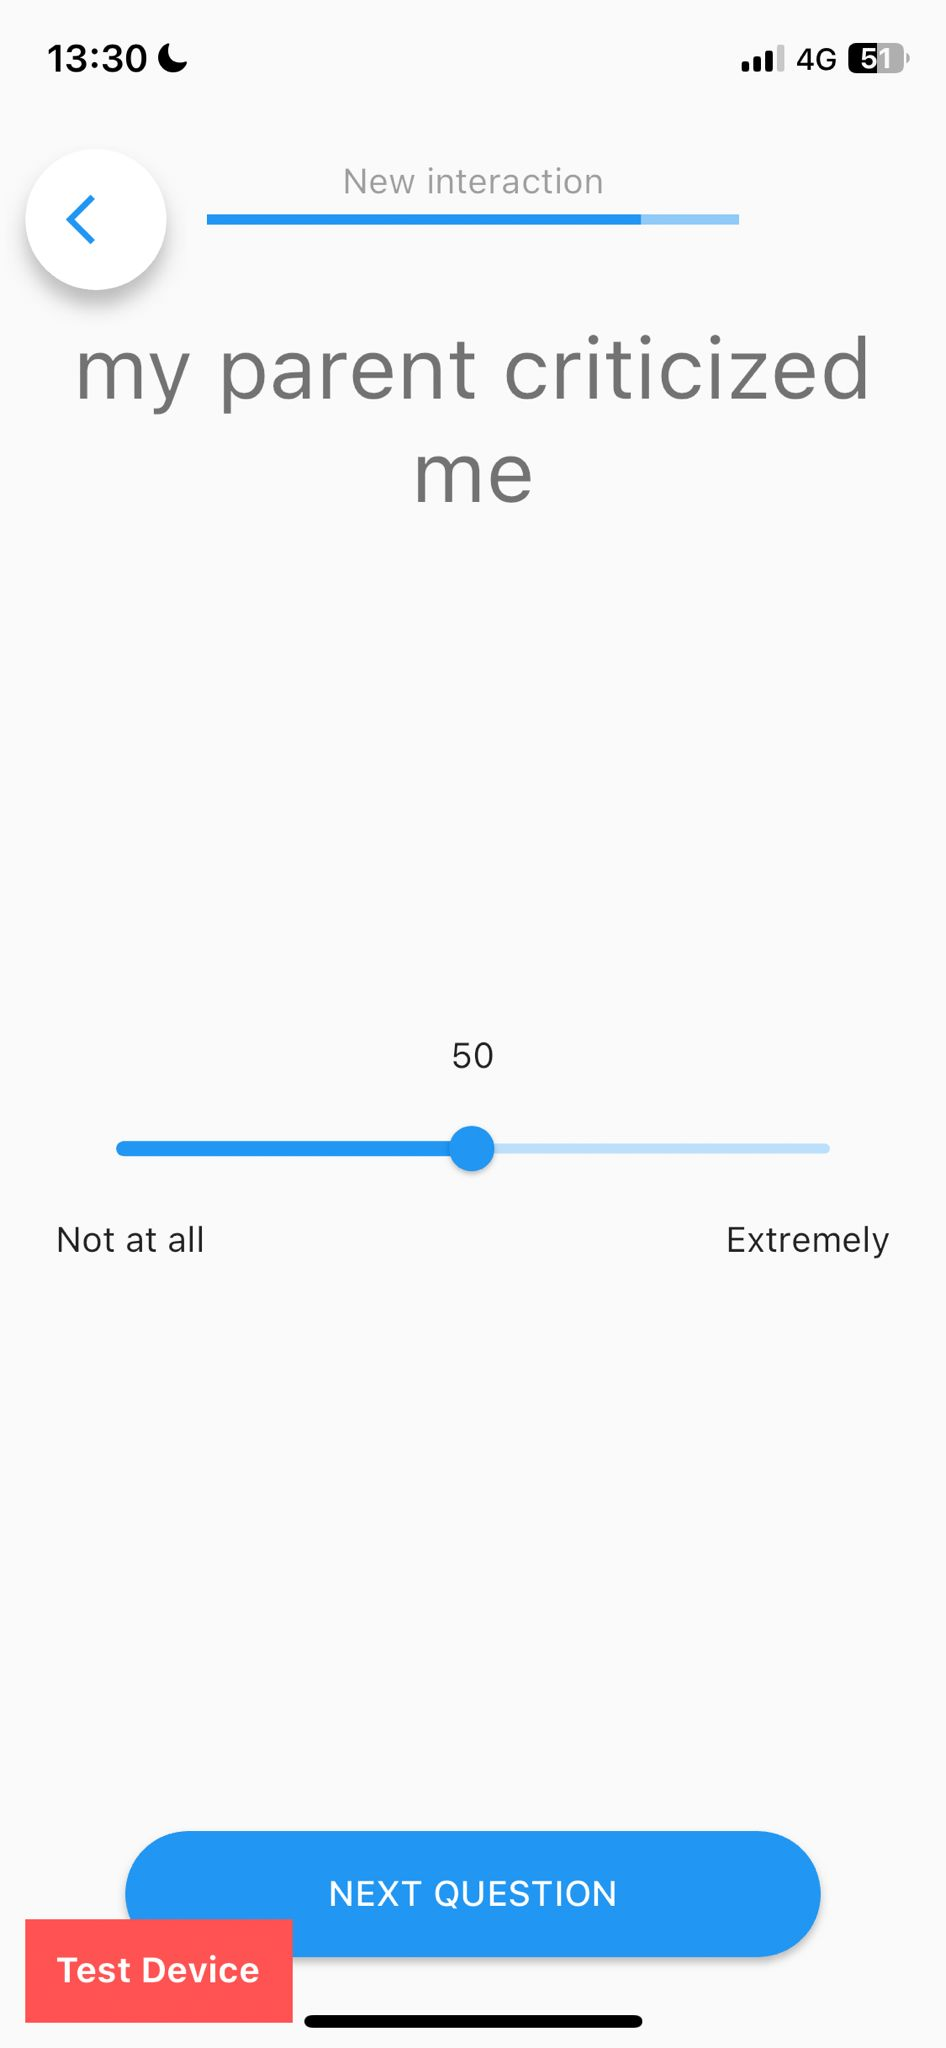 13:30
4G
51
New interaction
my parent criticized
me
50
Not at all
Extremely
NEXT QUESTION
Test Device